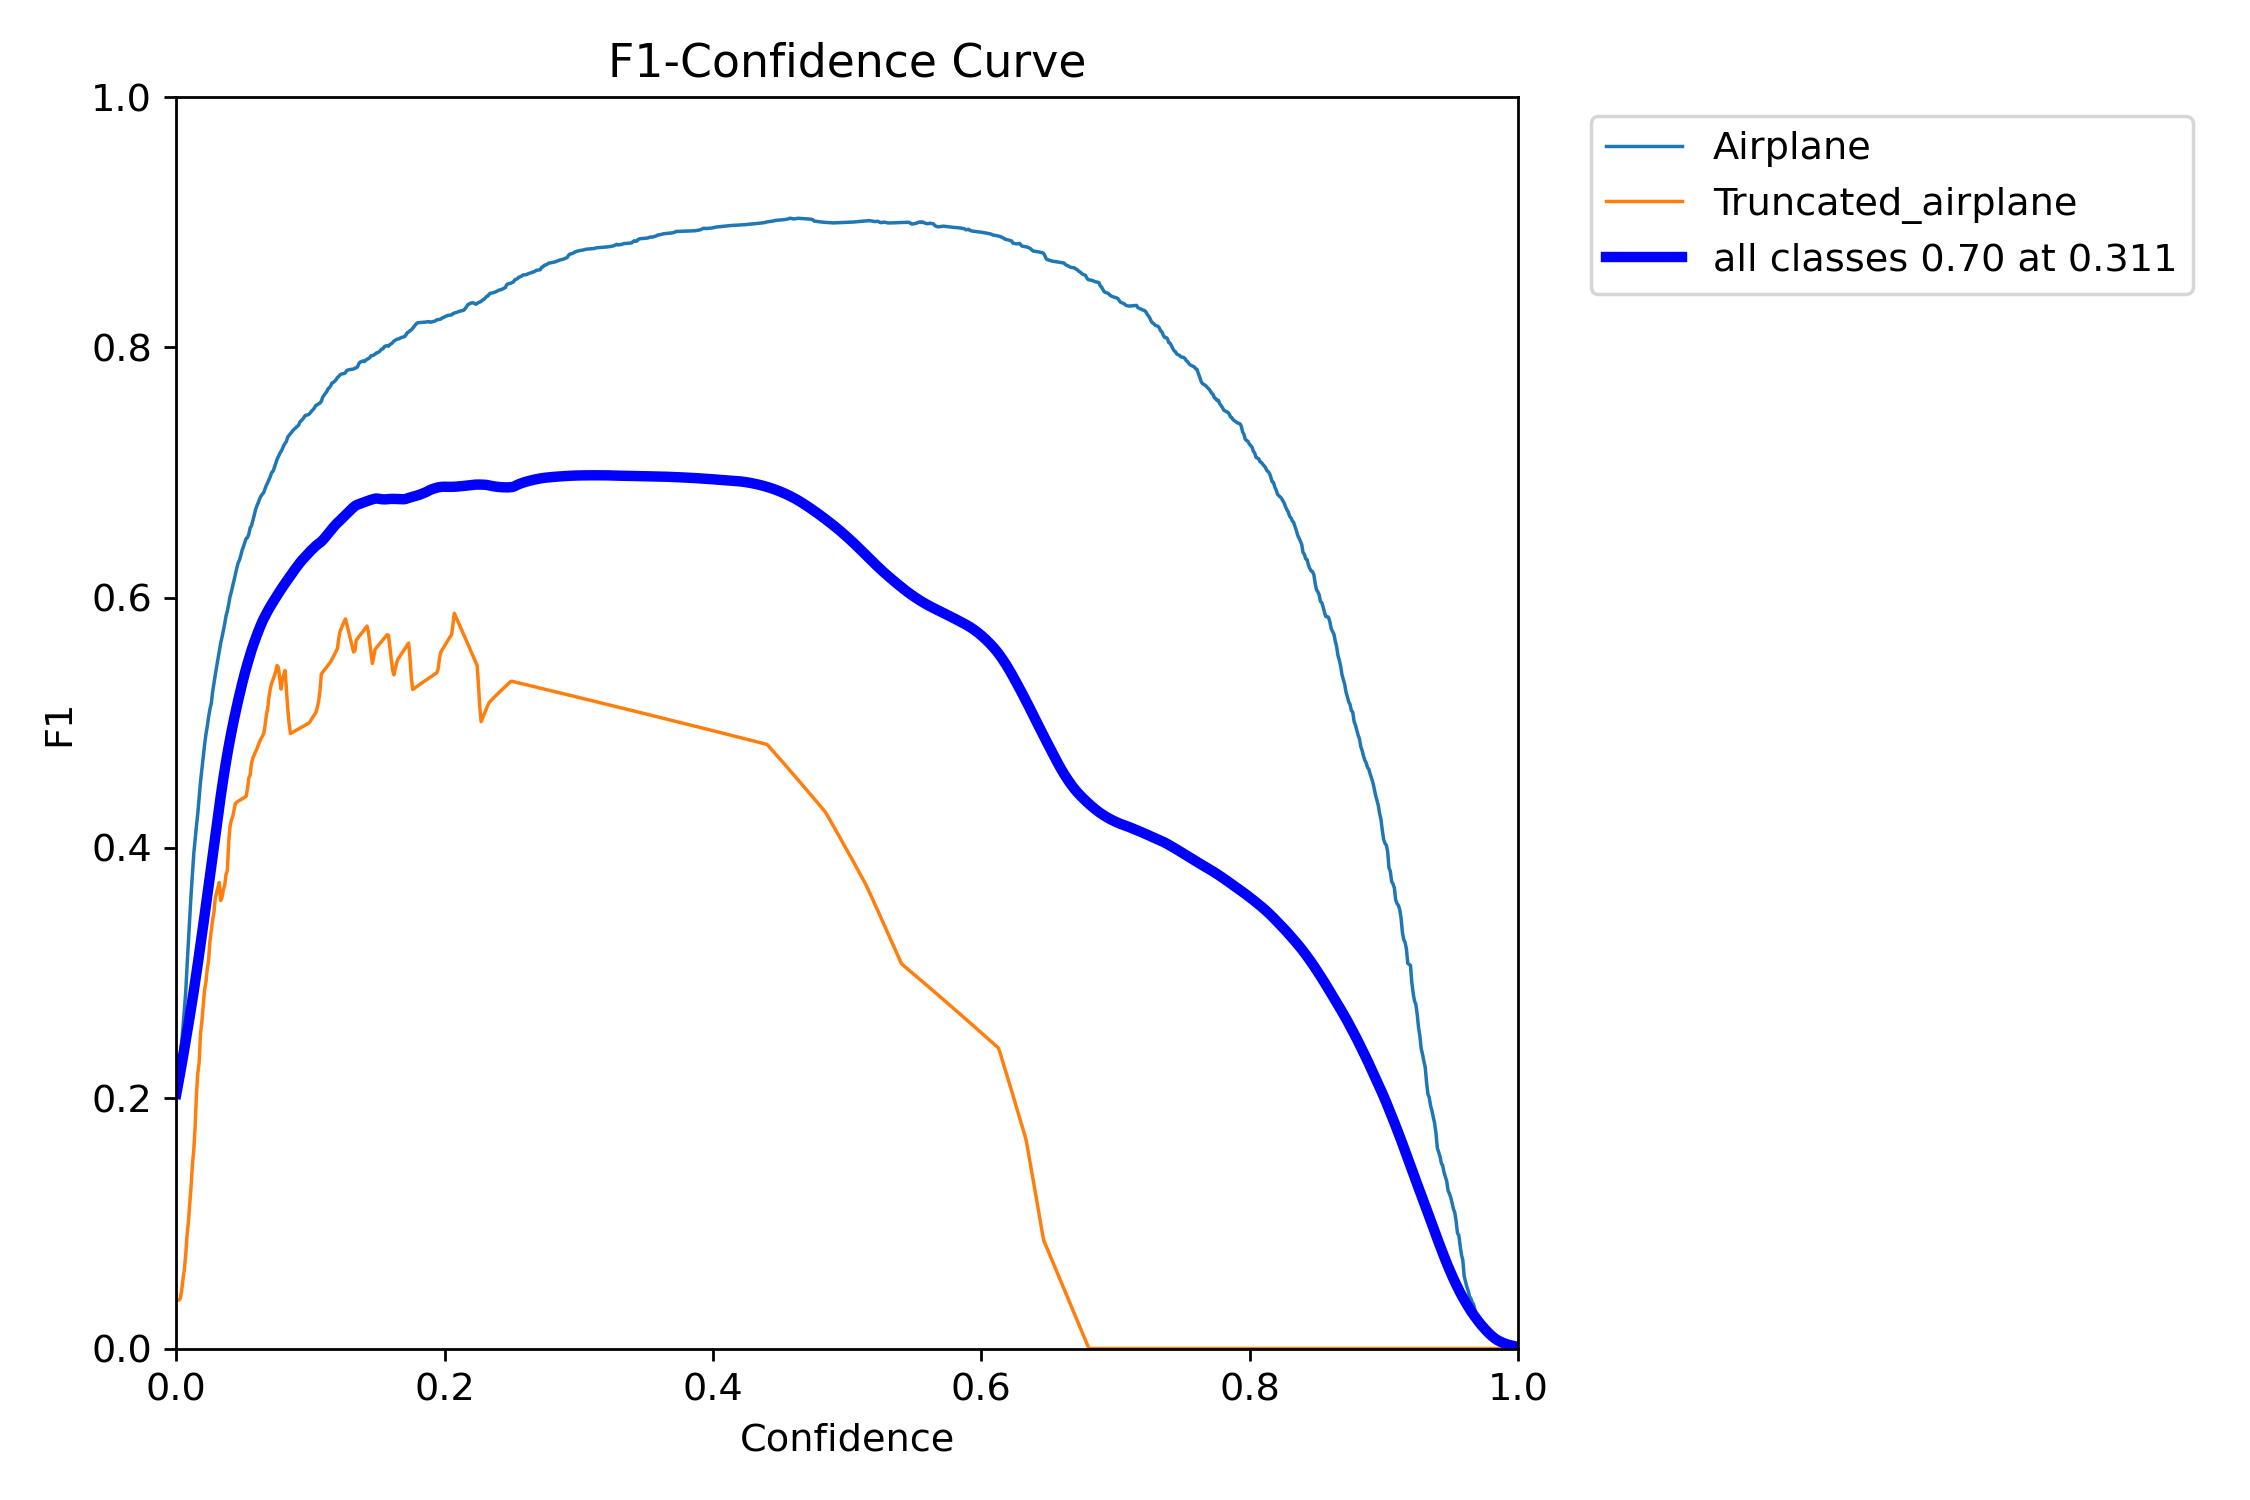 F1-Confidence Curve
1.0
0.8
0.6
0.4
0.2
0.0
F1
0.0 0.2 0.4 0.6 0.8 1.0
Confidence
Airplane
Truncated_airplane
all classes 0.70 at 0.311